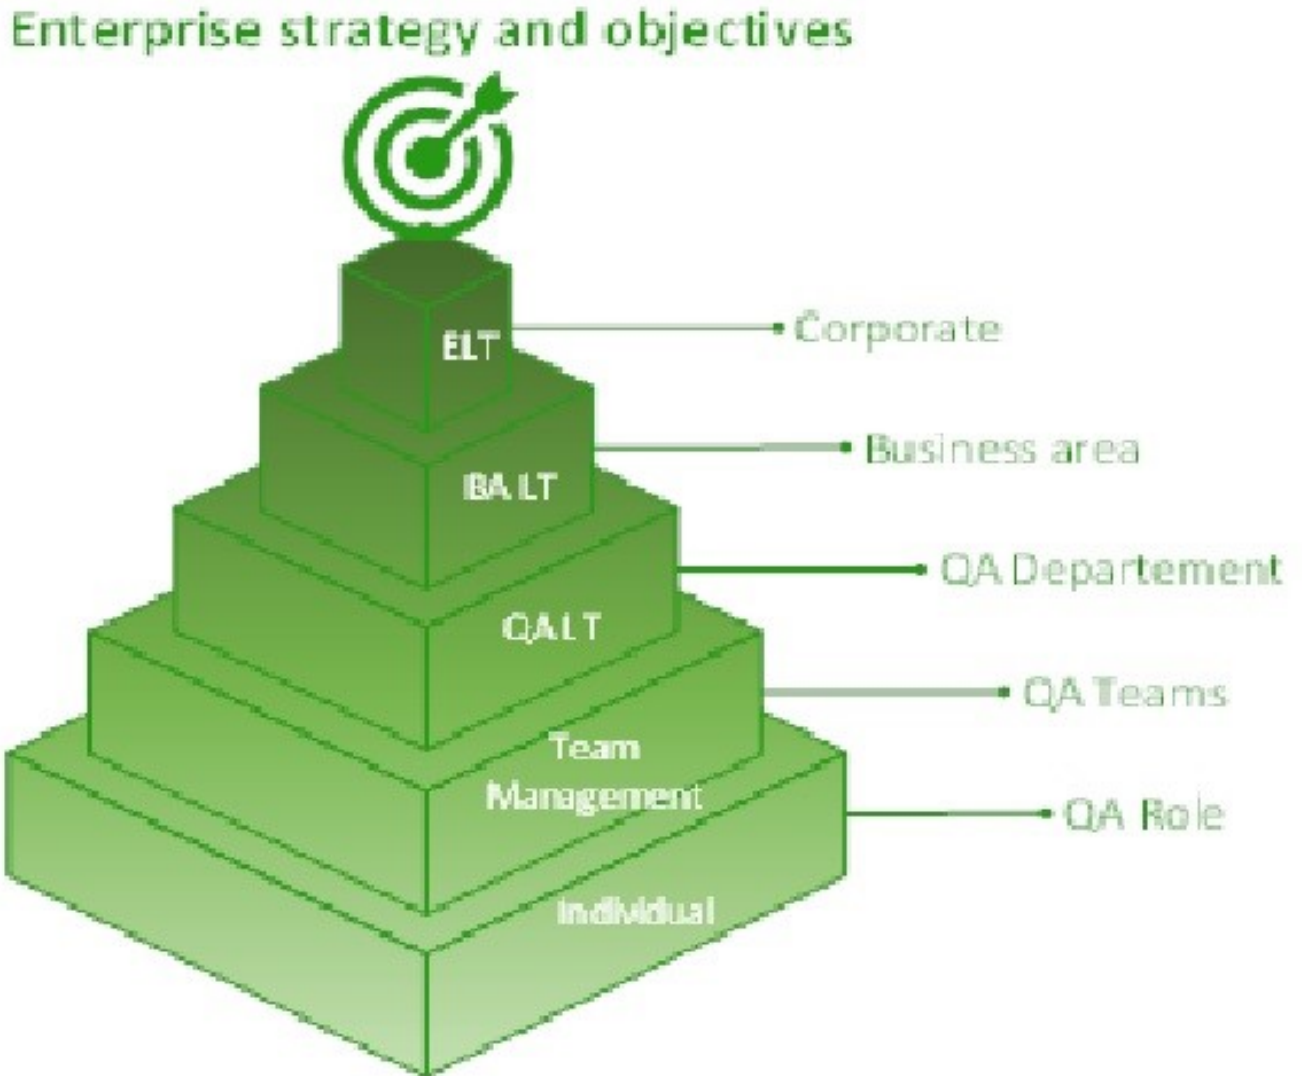 Enterprise strategy and objectives
ELT
Corporate
BA LT
Business area
QA LT
QA Departement
Team
Management
QA Teams
Individual
QA Role